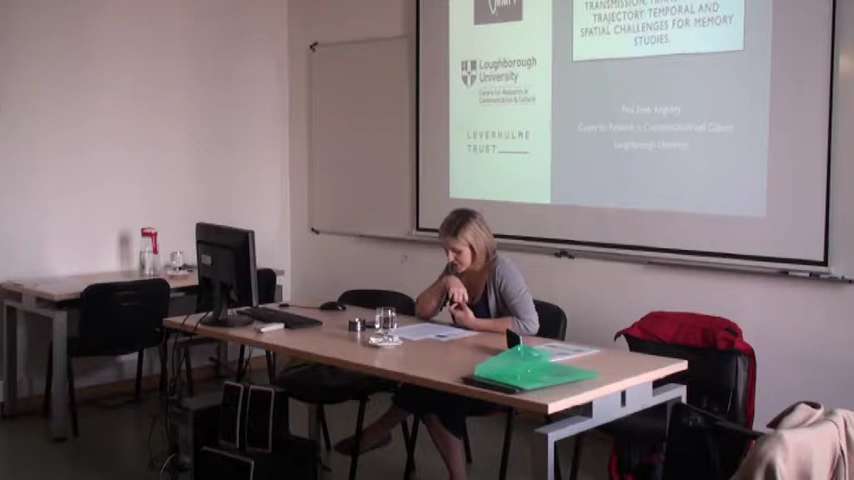 TRAJECTORY: TEMPORAL AND
SPATIAL CHALLENGES FOR MEMORY
STUDIES.
Loughborough
University
Centre for Research in
Communication & Culture
LEVERHULME
TRUST
Centre for Research in Communication and Culture
Loughborough University